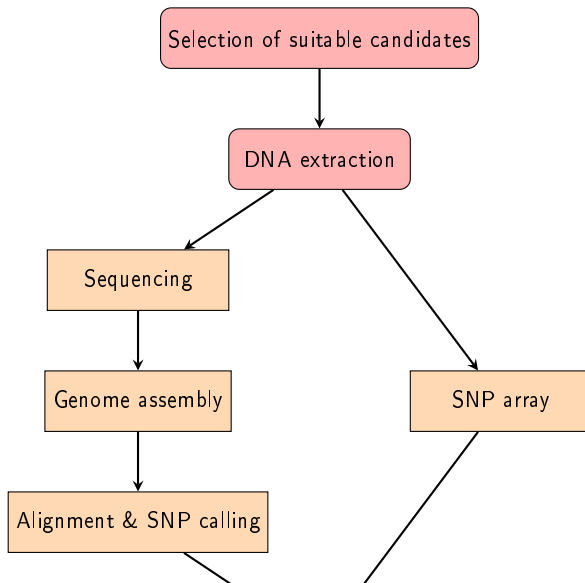 Selection of suitable candidates
DNA extraction
Sequencing
Genome assembly
SNP array
Alignment & SNP calling